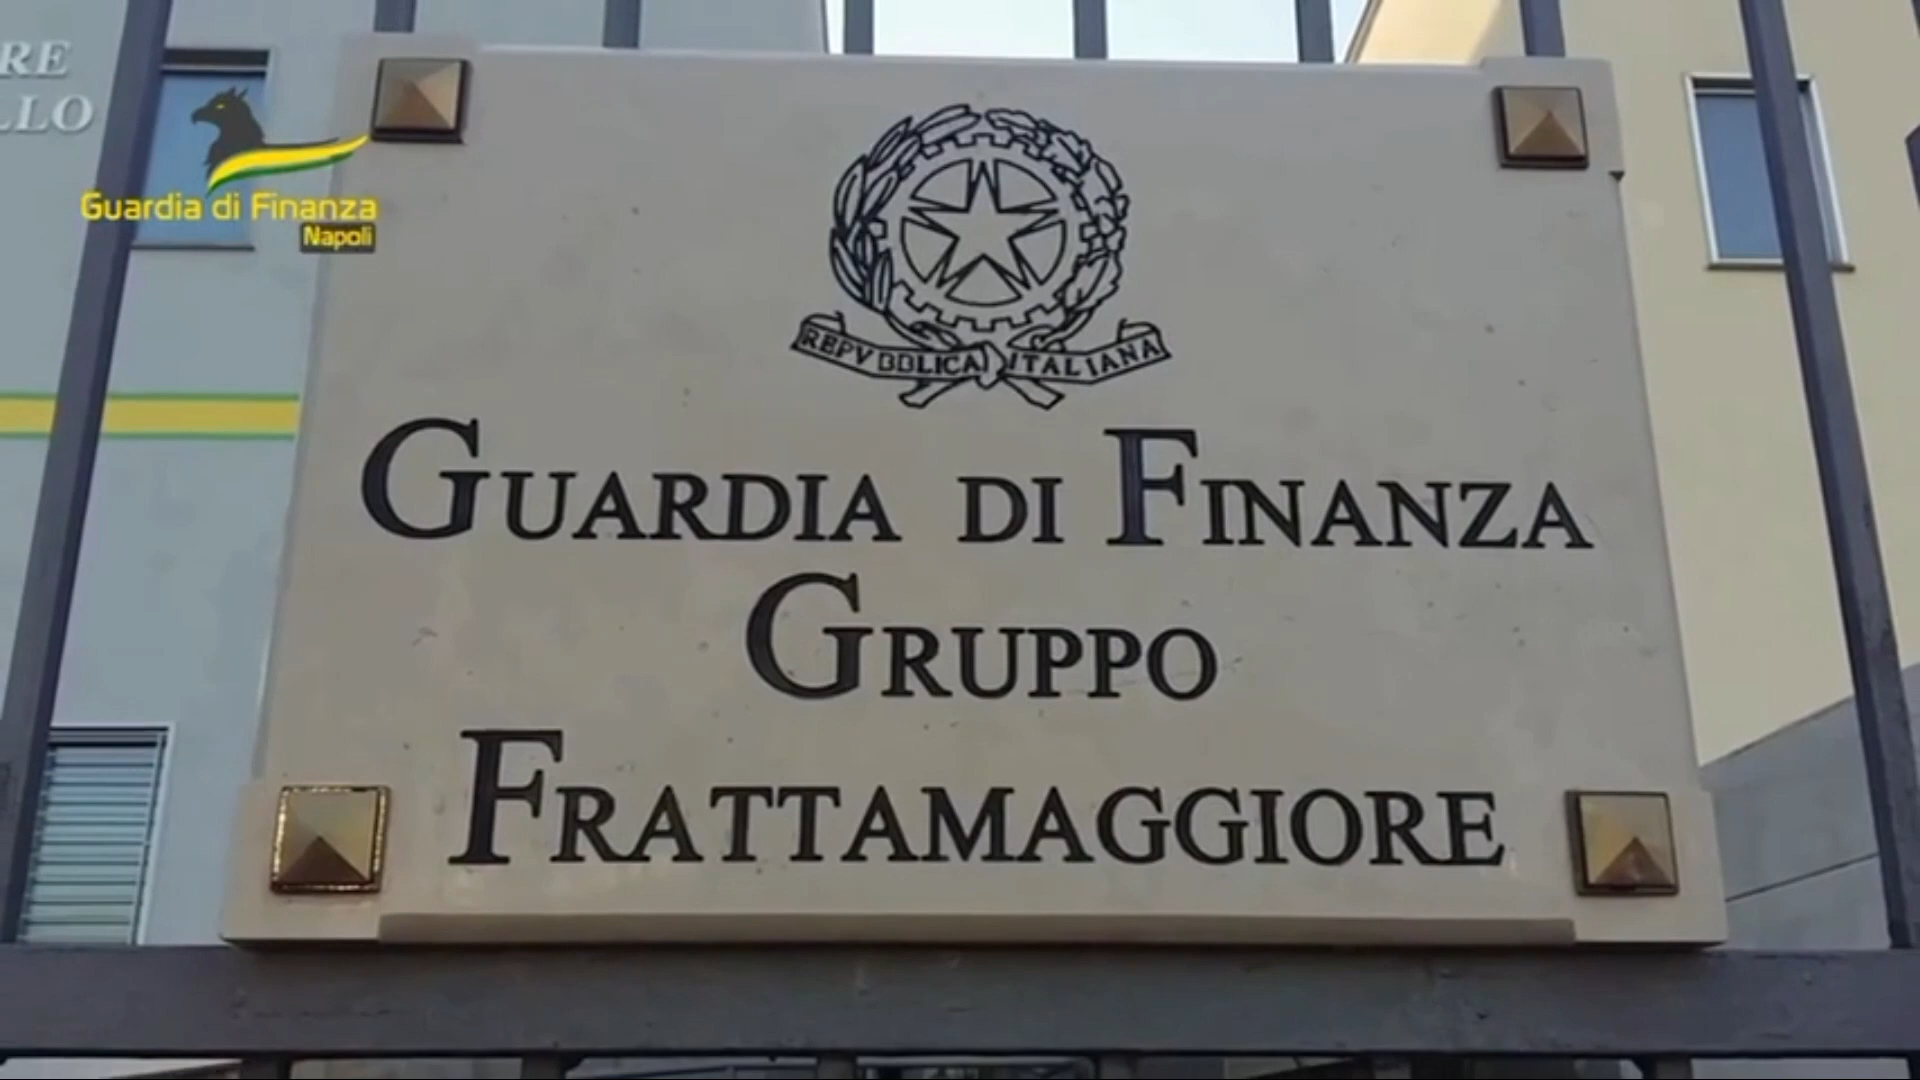 RE
LLO
Guardia di Finanza
Napoli
REPVBBLICA ITALIANA
GUARDIA DI FINANZA
GRUPPO
FRATTAMAGGIORE